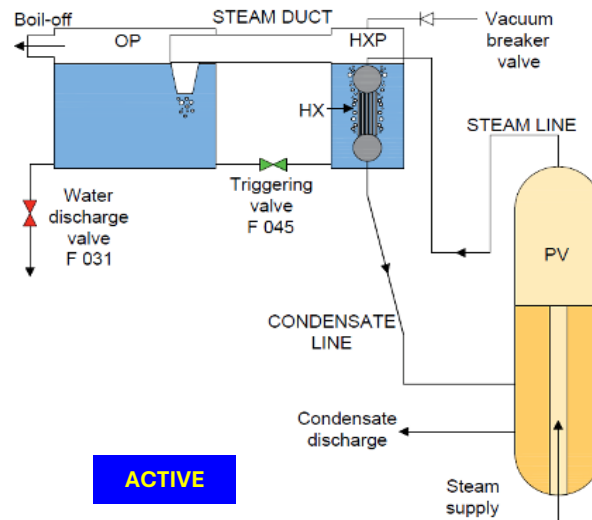 Boil-off
STEAM DUCT
OP
HXP
Vacuum
breaker
valve
HX
STEAM LINE
Water
discharge
valve
F 031
Triggering
valve
F 045
PV
CONDENSATE
LINE
Condensate
discharge
ACTIVE
Steam
supply